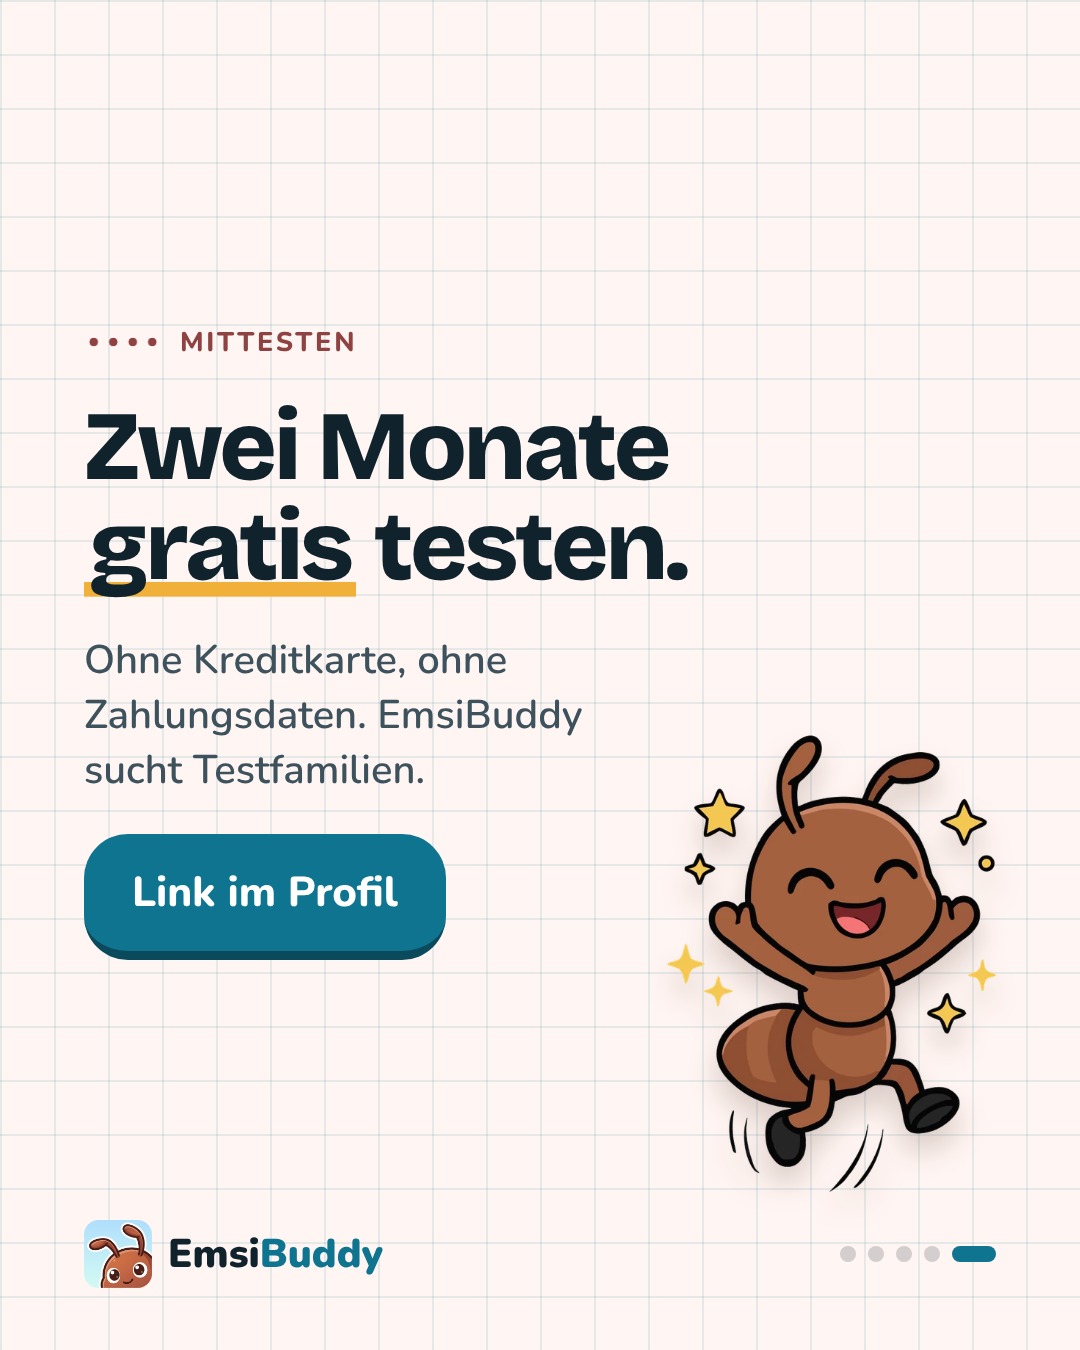 MITTESTEN
Zwei Monate
gratis testen.
Ohne Kreditkarte, ohne
Zahlungsdaten. EmsiBuddy
sucht Testfamilien.
Link im Profil
EmsiBuddy